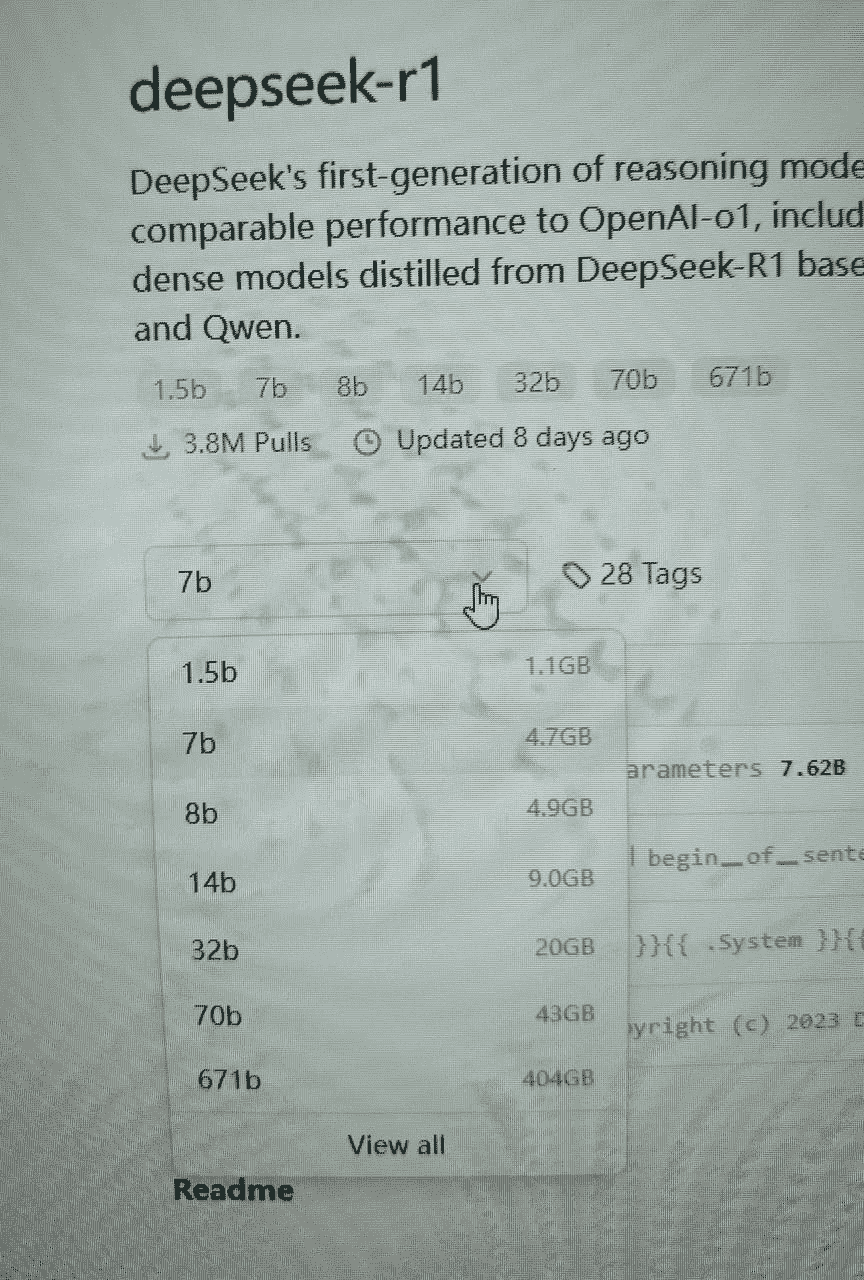 deepseek-r1
DeepSeek's first-generation of reasoning mode
comparable performance to OpenAI-o1, includ
dense models distilled from DeepSeek-R1 base
and Qwen.
1.5b 7b 8b 14b 32b 70b 671b
3.8M Pulls Updated 8 days ago
7b 28 Tags
1.5b 1.1GB
7b 4.7GB
arameters 7.62B
8b 4.9GB
begin__of__sente
14b 9.0GB
}}{{ .System }}{{
32b 20GB
70b 43GB
yright (c) 2023 D
671b 404GB
View all
Readme